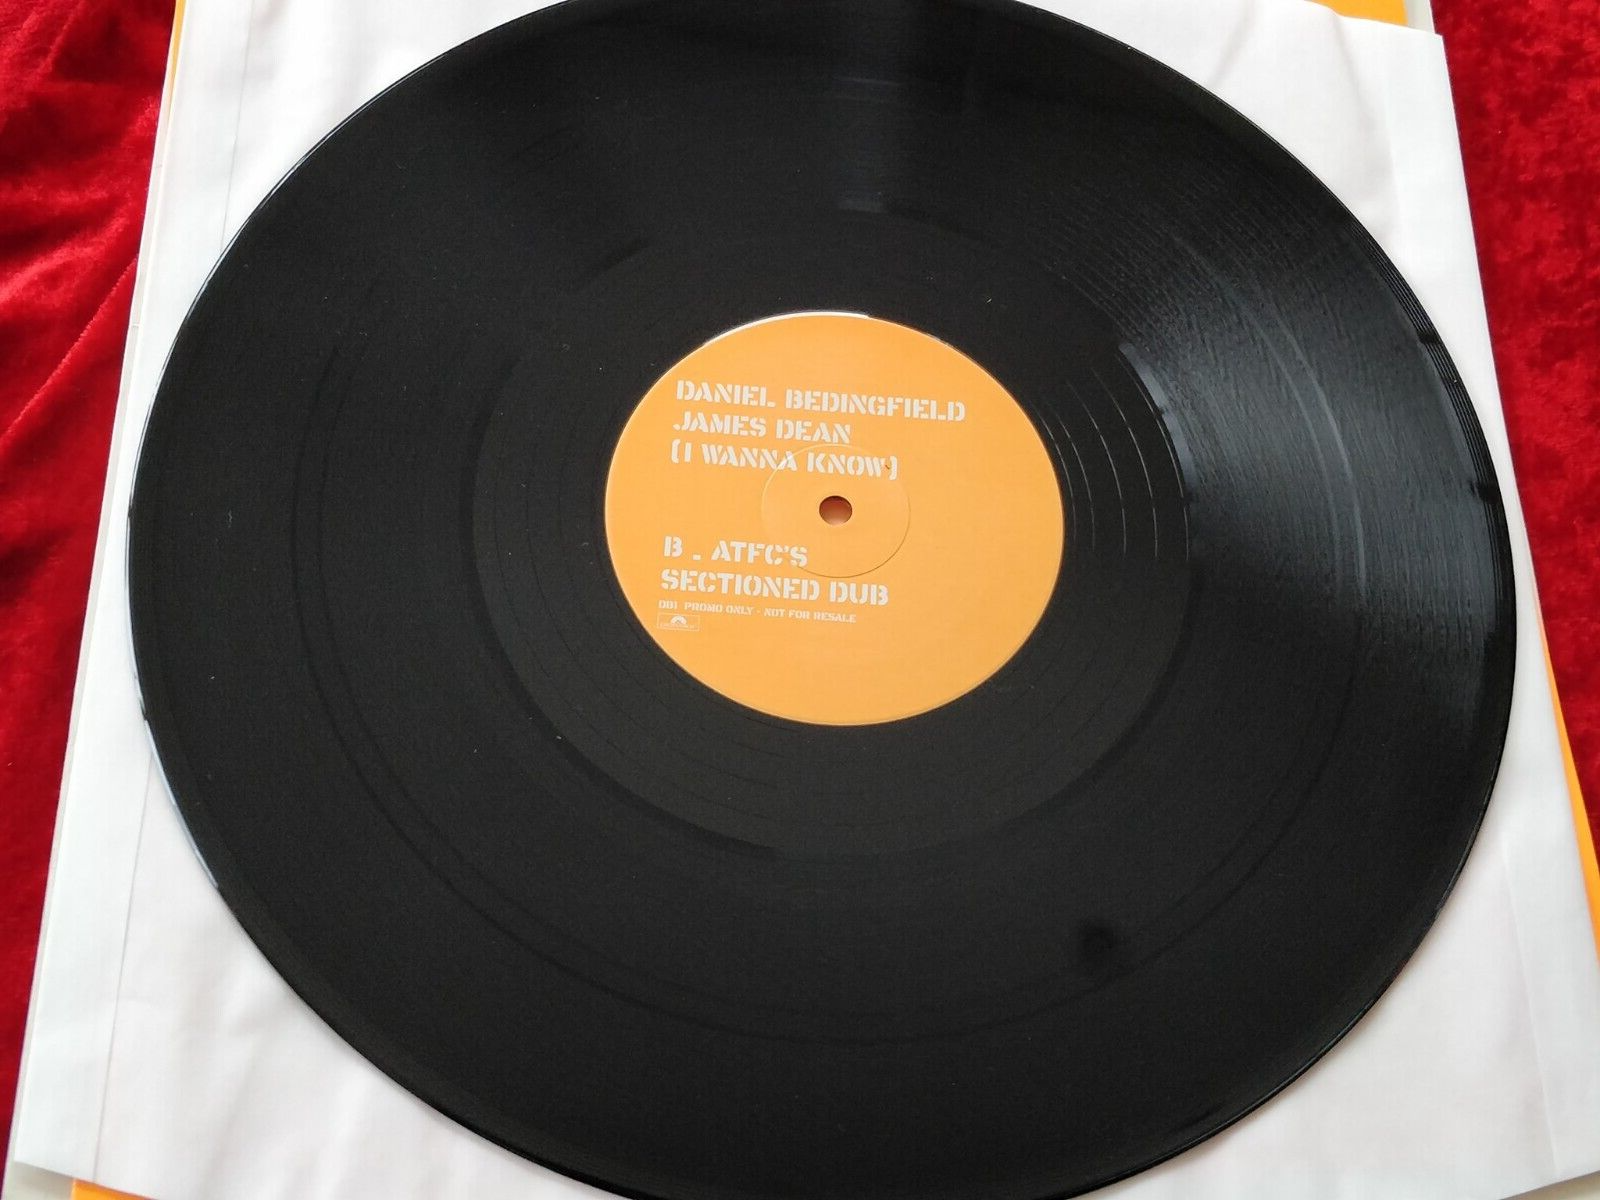 DANIEL BEDINGFIELD
JAMES DEAN
(I WANNA KNOW)
B. ATFC'S
SECTIONED DUB
DB1 PROMO ONLY - NOT FOR RESALE